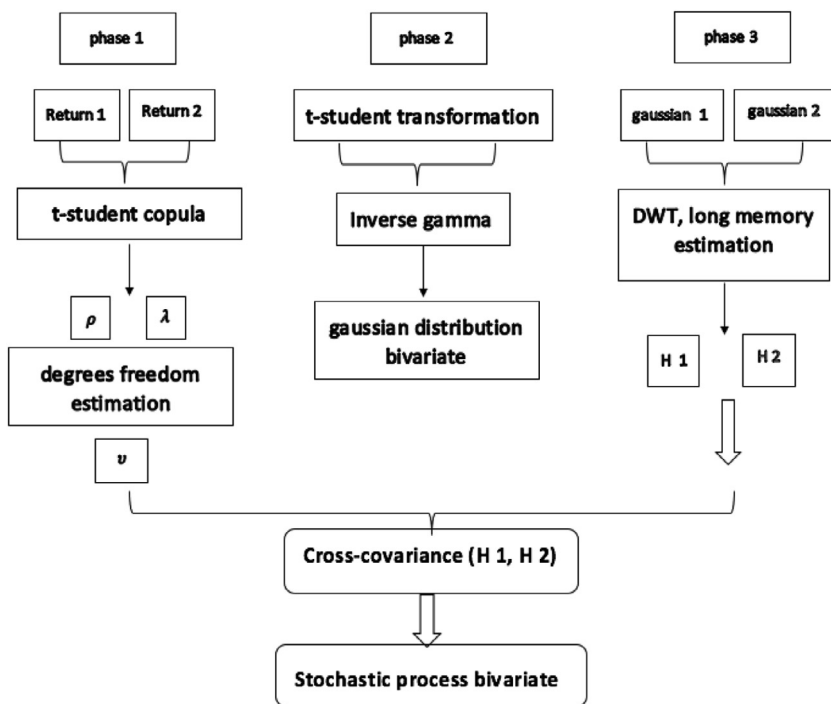 phase 1
Return 1
Return 2
t-student copula
ρ
λ
degrees freedom
estimation
υ
phase 2
t-student transformation
Inverse gamma
gaussian distribution
bivariate
phase 3
gaussian 1
gaussian 2
DWT, long memory
estimation
H 1
H 2
Cross-covariance (H 1, H 2)
Stochastic process bivariate